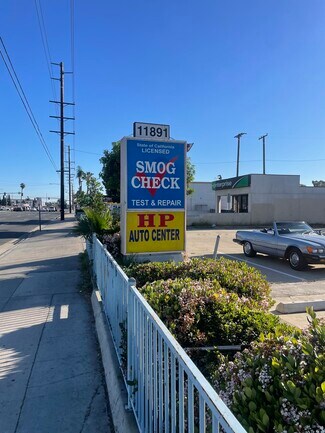 11891
State of California
LICENSED
SMOG
CHECK
TEST & REPAIR
HP
AUTO CENTER